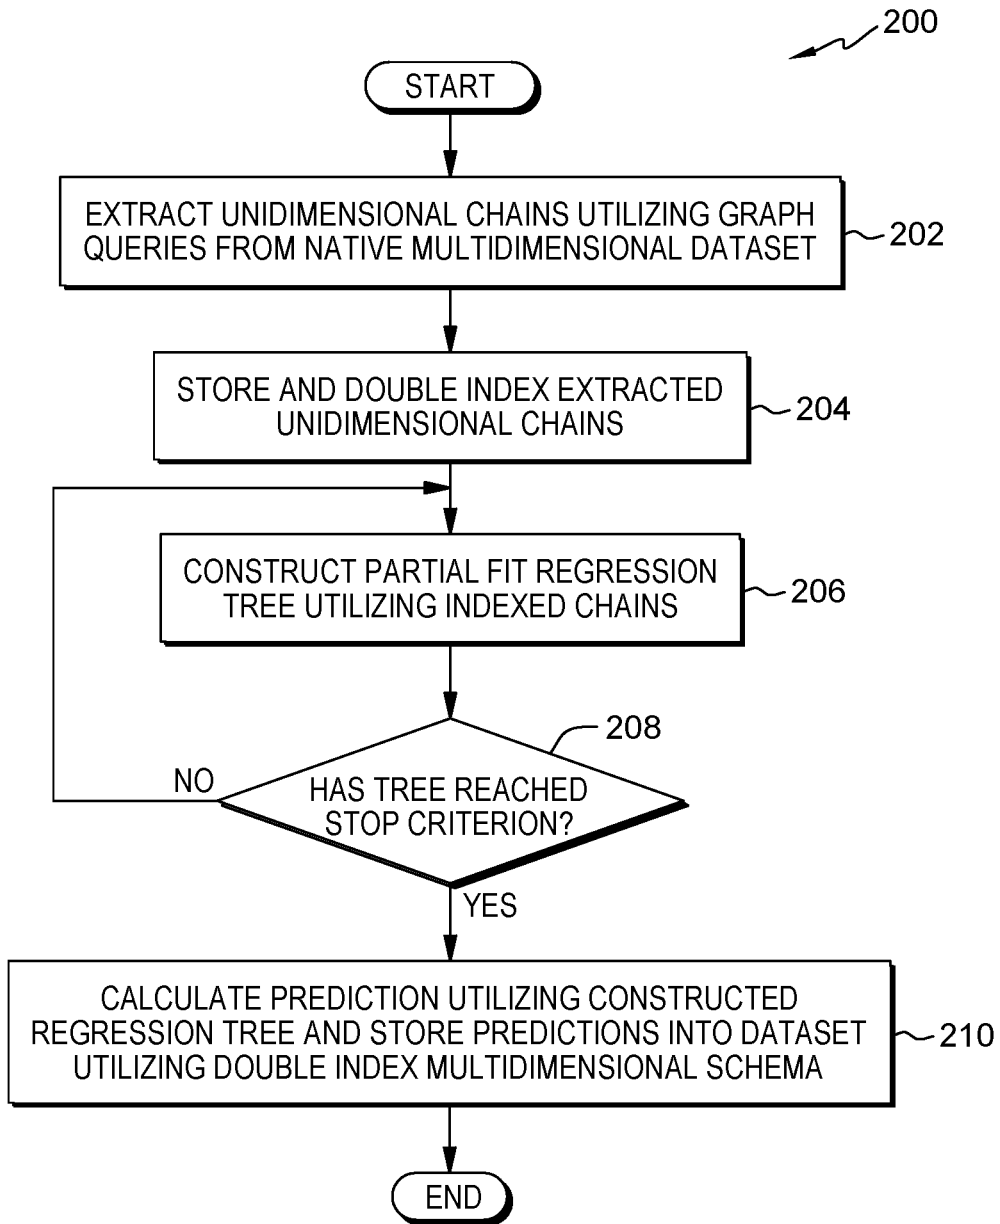 200
START
EXTRACT UNIDIMENSIONAL CHAINS UTILIZING GRAPH
QUERIES FROM NATIVE MULTIDIMENSIONAL DATASET
202
STORE AND DOUBLE INDEX EXTRACTED
UNIDIMENSIONAL CHAINS
204
CONSTRUCT PARTIAL FIT REGRESSION
TREE UTILIZING INDEXED CHAINS
206
208
HAS TREE REACHED
STOP CRITERION?
NO
YES
CALCULATE PREDICTION UTILIZING CONSTRUCTED
REGRESSION TREE AND STORE PREDICTIONS INTO DATASET
UTILIZING DOUBLE INDEX MULTIDIMENSIONAL SCHEMA
210
END